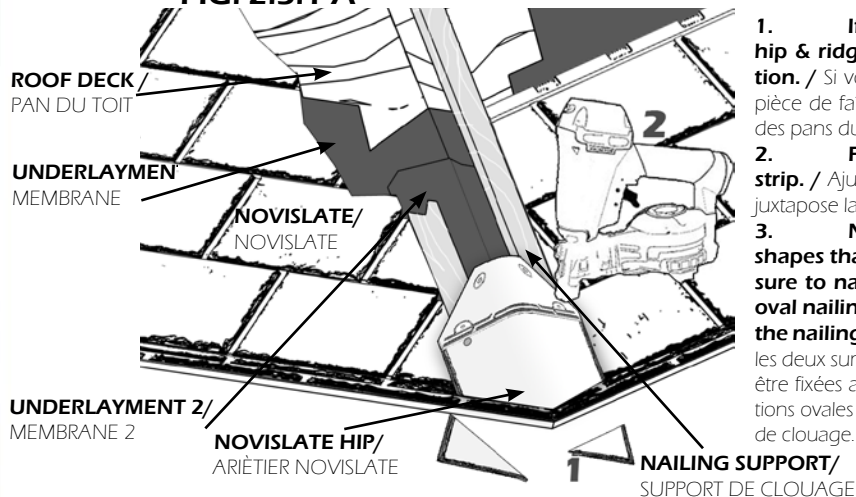 ROOF DECK /
PAN DU TOIT
UNDERLAYMEN
MEMBRANE
NOVISLATE/
NOVISLATE
2
UNDERLAYMENT 2/
MEMBRANE 2
NOVISLATE HIP/
ARIÈTIER NOVISLATE
1
NAILING SUPPORT/
SUPPORT DE CLOUAGE
1.
hip & ridg
tion. / Si v
pièce de fa
des pans du
2.
strip. / Aju
juxtapose la
3.
shapes tha
sure to na
oval nailin
the nailing
les deux sur
être fixées a
tions ovales
de clouage.